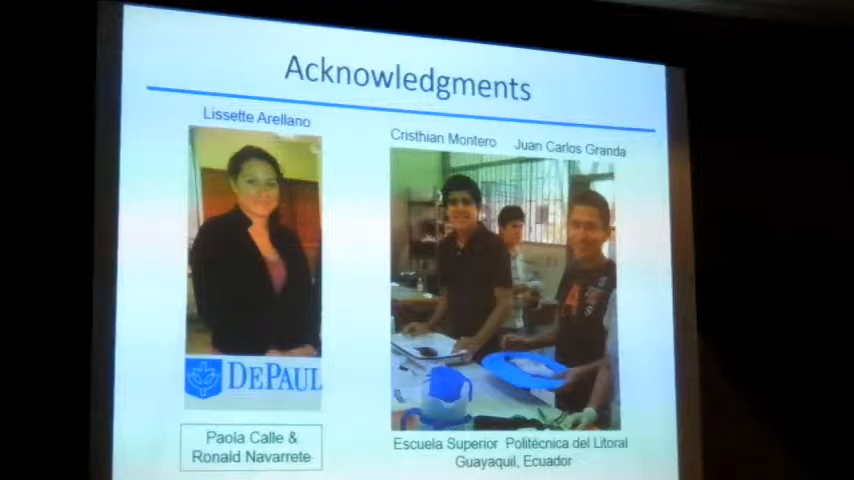 Acknowledgments
Lissette Arellano
Cristhian Montero Juan Carlos Granda
DEPAUL
Paola Calle &
Ronald Navarrete
Escuela Superior Politécnica del Litoral
Guayaquil, Ecuador